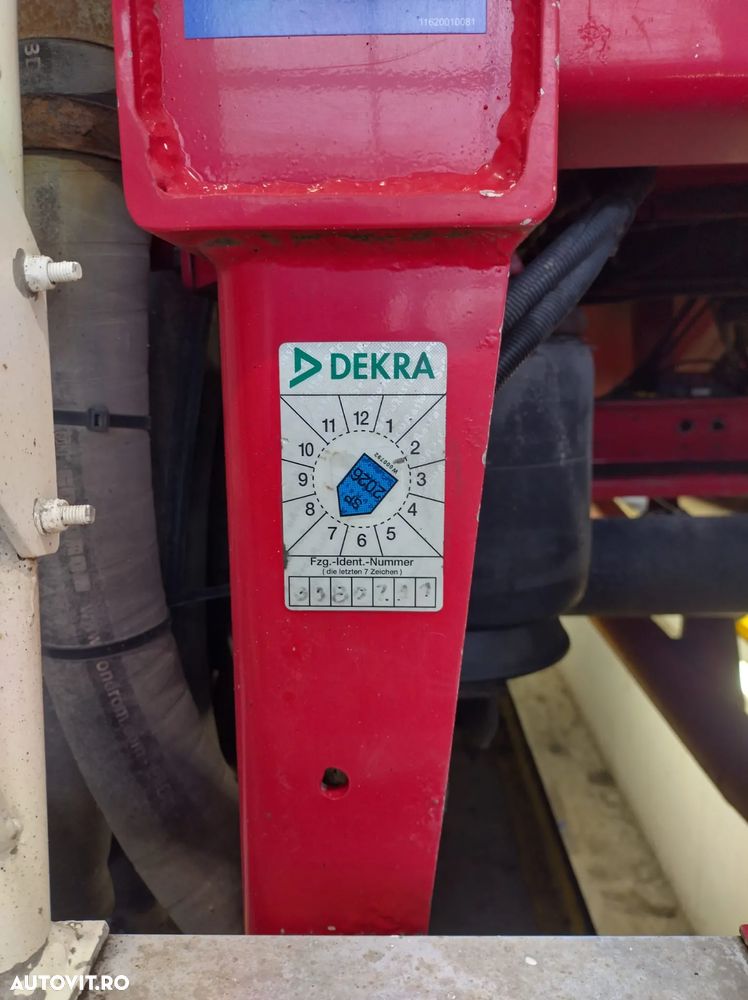 11620010081
DEKRA
11 12 1
10 2
W000792
9 3
2026
SP
8 4
7 6 5
Fzg.-Ident.-Nummer
(die letzten 7 Zeichen)
AUTOVIT.RO